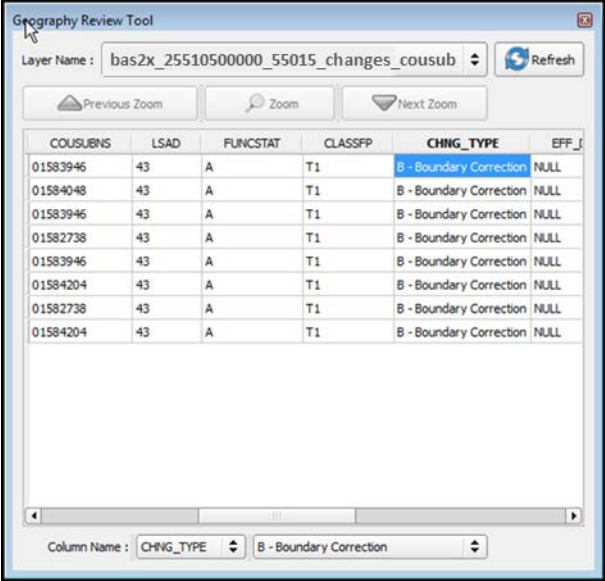 Geography Review Tool
Layer Name : bas2x_25510500000_55015_changes_cousub Refresh
Previous Zoom Zoom Next Zoom
COUSUBNS LSAD FUNCSTAT CLASSFP CHNG_TYPE EFF_D
01583946 43 A T1 B - Boundary Correction NULL
01584048 43 A T1 B - Boundary Correction NULL
01583946 43 A T1 B - Boundary Correction NULL
01582738 43 A T1 B - Boundary Correction NULL
01583946 43 A T1 B - Boundary Correction NULL
01584204 43 A T1 B - Boundary Correction NULL
01582738 43 A T1 B - Boundary Correction NULL
01584204 43 A T1 B - Boundary Correction NULL
Column Name : CHNG_TYPE B - Boundary Correction